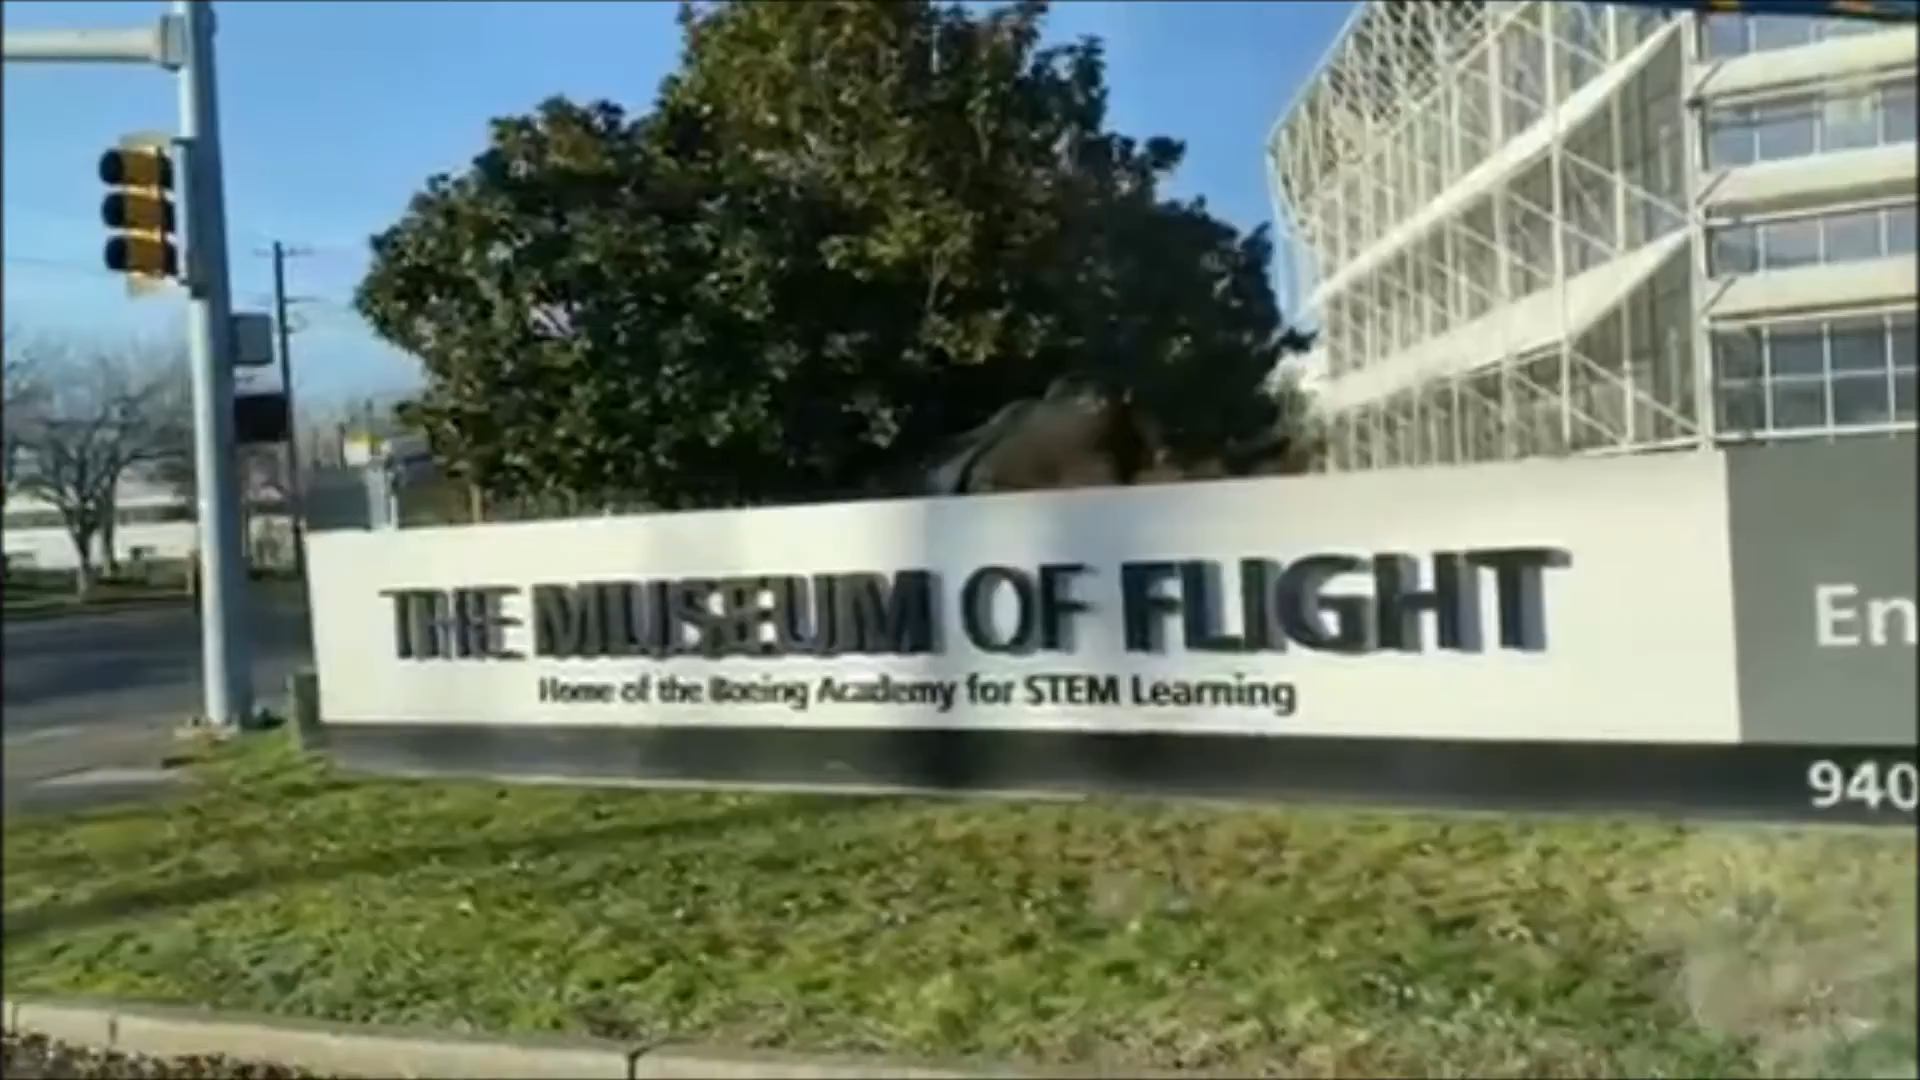 THE MUSEUM OF FLIGHT
Home of the Boeing Academy for STEM Learning
En
940